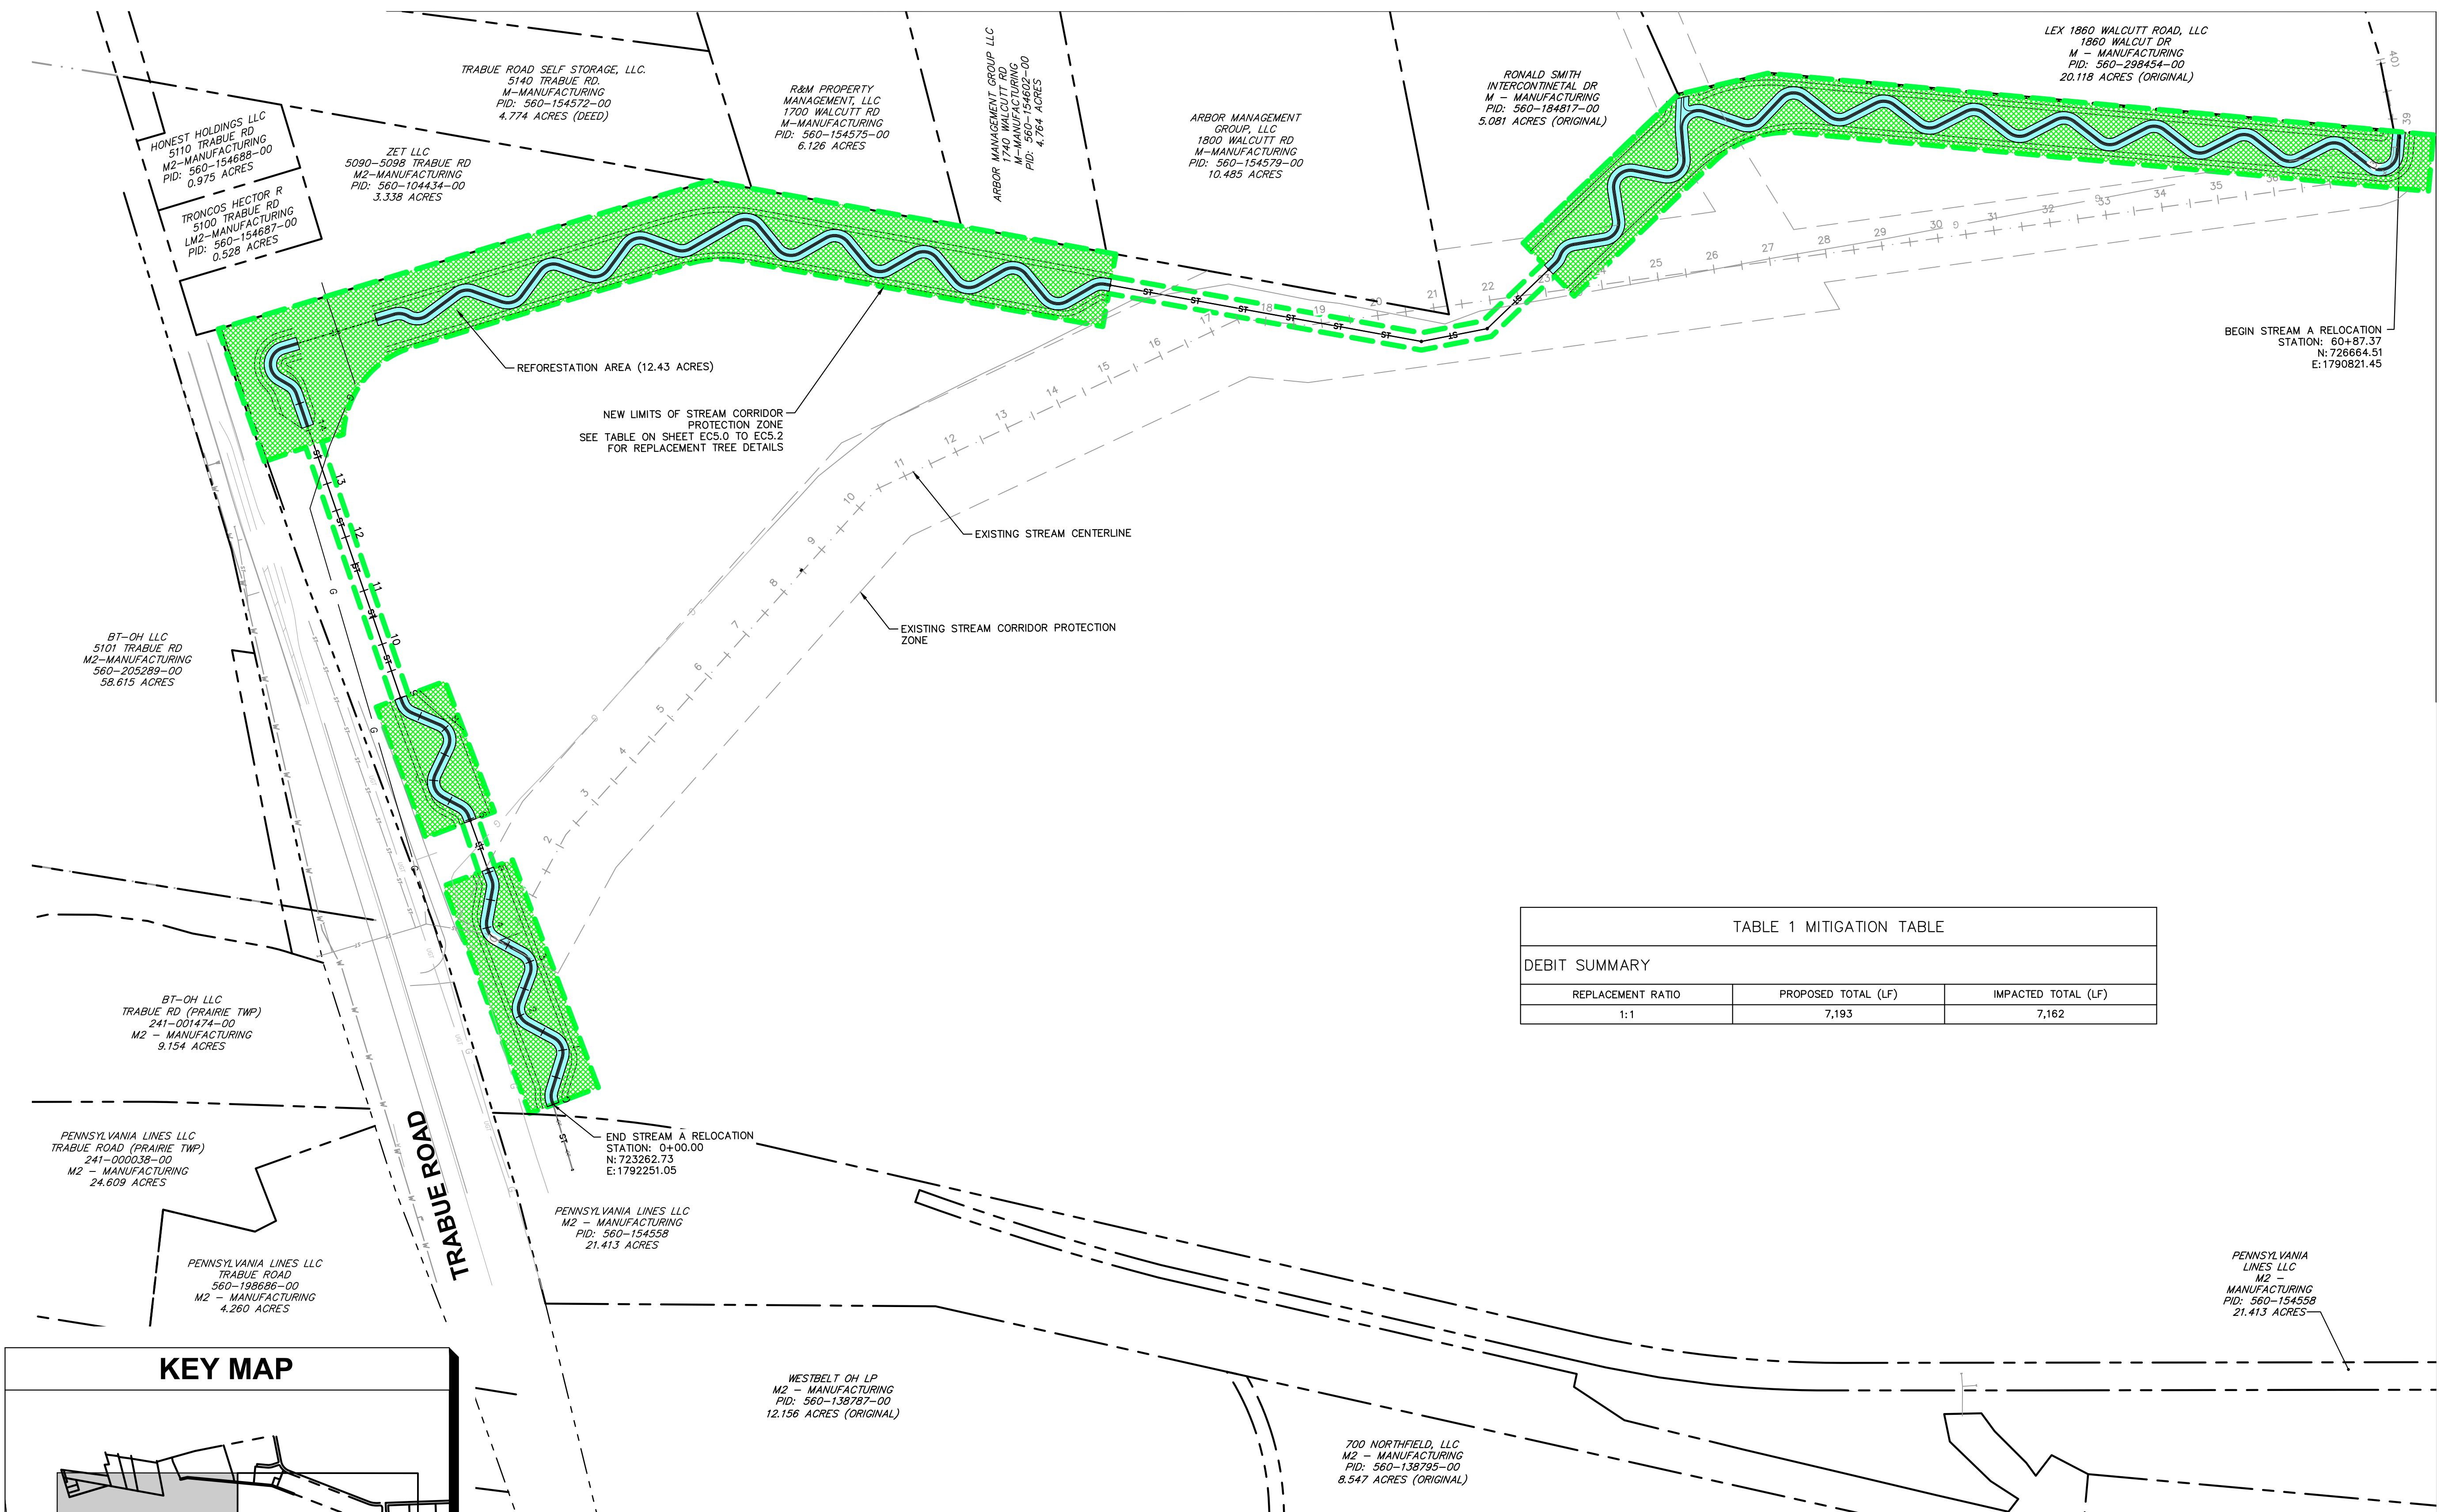 TRABUE ROAD SELF STORAGE, LLC.
5140 TRABUE RD.
M-MANUFACTURING
PID: 560-154572-00
4.774 ACRES (DEED)
R&M PROPERTY
MANAGEMENT, LLC
1700 WALCUTT RD
M-MANUFACTURING
PID: 560-154575-00
6.126 ACRES
ARBOR MANAGEMENT GROUP LLC
1740 WALCUTT RD
M-MANUFACTURING
PID: 560-154602-00
4.764 ACRES
ARBOR MANAGEMENT
GROUP, LLC
1800 WALCUTT RD
M-MANUFACTURING
PID: 560-154579-00
10.485 ACRES
RONALD SMITH
INTERCONTINETAL DR
M - MANUFACTURING
PID: 560-184817-00
5.081 ACRES (ORIGINAL)
LEX 1860 WALCUTT ROAD, LLC
1860 WALCUT DR
M - MANUFACTURING
PID: 560-298454-00
20.118 ACRES (ORIGINAL)
HONEST HOLDINGS LLC
5110 TRABUE RD
M2-MANUFACTURING
PID: 560-154688-00
0.975 ACRES
ZET LLC
5090-5098 TRABUE RD
M2-MANUFACTURING
PID: 560-104434-00
3.338 ACRES
TRONCOS HECTOR R
5100 TRABUE RD
LM2-MANUFACTURING
PID: 560-154687-00
0.528 ACRES
REFORESTATION AREA (12.43 ACRES)
NEW LIMITS OF STREAM CORRIDOR
PROTECTION ZONE
SEE TABLE ON SHEET EC5.0 TO EC5.2
FOR REPLACEMENT TREE DETAILS
BEGIN STREAM A RELOCATION
STATION: 60+87.37
N: 726664.51
E: 1790821.45
EXISTING STREAM CENTERLINE
EXISTING STREAM CORRIDOR PROTECTION
ZONE
BT-OH LLC
5101 TRABUE RD
M2-MANUFACTURING
560-205289-00
58.615 ACRES
TABLE 1 MITIGATION TABLE
DEBIT SUMMARY
REPLACEMENT RATIO PROPOSED TOTAL (LF) IMPACTED TOTAL (LF)
1:1 7,193 7,162
BT-OH LLC
TRABUE RD (PRAIRIE TWP)
241-001474-00
M2 - MANUFACTURING
9.154 ACRES
END STREAM A RELOCATION
STATION: 0+00.00
N: 723262.73
E: 1792251.05
PENNSYLVANIA LINES LLC
TRABUE ROAD (PRAIRIE TWP)
241-000038-00
M2 - MANUFACTURING
24.609 ACRES
TRABUE ROAD
PENNSYLVANIA LINES LLC
M2 - MANUFACTURING
PID: 560-154558
21.413 ACRES
PENNSYLVANIA LINES LLC
TRABUE ROAD
560-198686-00
M2 - MANUFACTURING
4.260 ACRES
PENNSYLVANIA
LINES LLC
M2 -
MANUFACTURING
PID: 560-154558
21.413 ACRES
KEY MAP
WESTBELT OH LP
M2 - MANUFACTURING
PID: 560-138787-00
12.156 ACRES (ORIGINAL)
700 NORTHFIELD, LLC
M2 - MANUFACTURING
PID: 560-138795-00
8.547 ACRES (ORIGINAL)